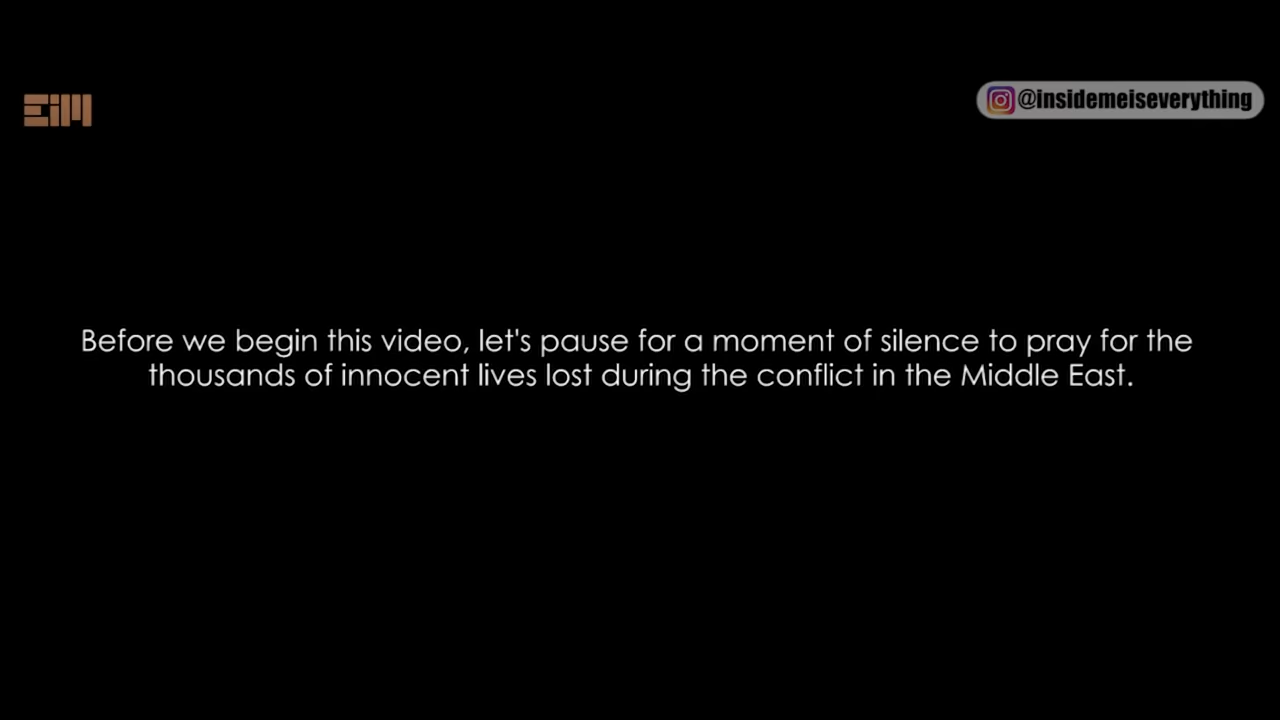 EiM
@insidemeiseverything
Before we begin this video, let's pause for a moment of silence to pray for the
thousands of innocent lives lost during the conflict in the Middle East.